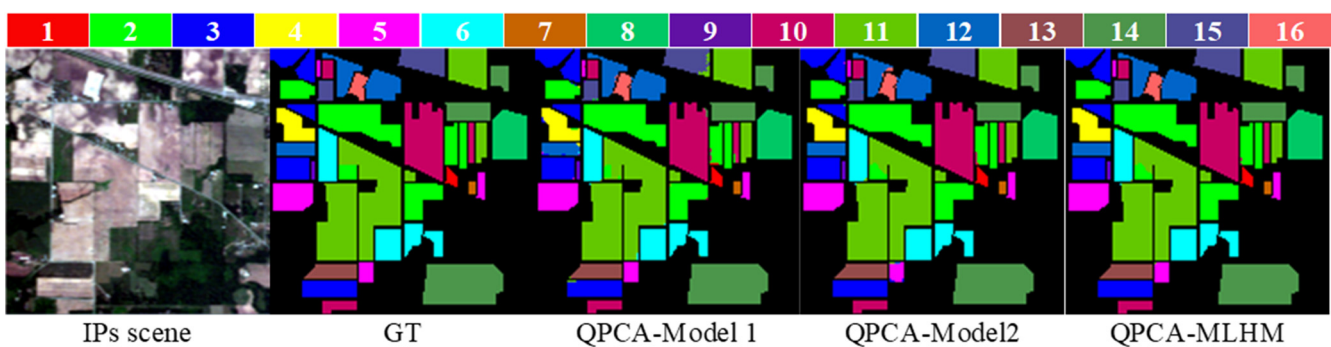 1 2 3 4 5 6 7 8 9 10 11 12 13 14 15 16
IPs scene GT QPCA-Model 1 QPCA-Model2 QPCA-MLHM